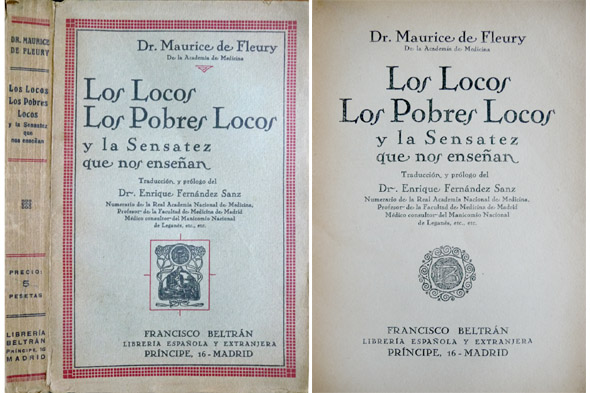 DR. MAURICE
DE FLEURY
Los Locos
Los Pobres
Locos
y la Sensatez
que
nos enseñan
PRECIO:
5
PESETAS
LIBRERÍA
BELTRÁN
PRÍNCIPE, 16
MADRID
Dr. Maurice de Fleury
De la Academia de Medicina
Los Locos
Los Pobres Locos
y la Sensatez
que nos enseñan
Traducción y prólogo del
Dr. Enrique Fernández Sanz
Numerario de la Real Academia Nacional de Medicina,
Profesor de la Facultad de Medicina de Madrid
Médico consultor del Manicomio Nacional
de Leganés, etc., etc.
FRANCISCO BELTRÁN
LIBRERÍA ESPAÑOLA Y EXTRANJERA
PRÍNCIPE, 16-MADRID
Dr. Maurice de Fleury
De la Academia de Medicina
Los Locos
Los Pobres Locos
y la Sensatez
que nos enseñan
Traducción y prólogo del
Dr. Enrique Fernández Sanz
Numerario de la Real Academia Nacional de Medicina,
Profesor de la Facultad de Medicina de Madrid
Médico consultor del Manicomio Nacional
de Leganés, etc., etc.
FRANCISCO BELTRÁN
LIBRERÍA ESPAÑOLA Y EXTRANJERA
PRÍNCIPE, 16-MADRID